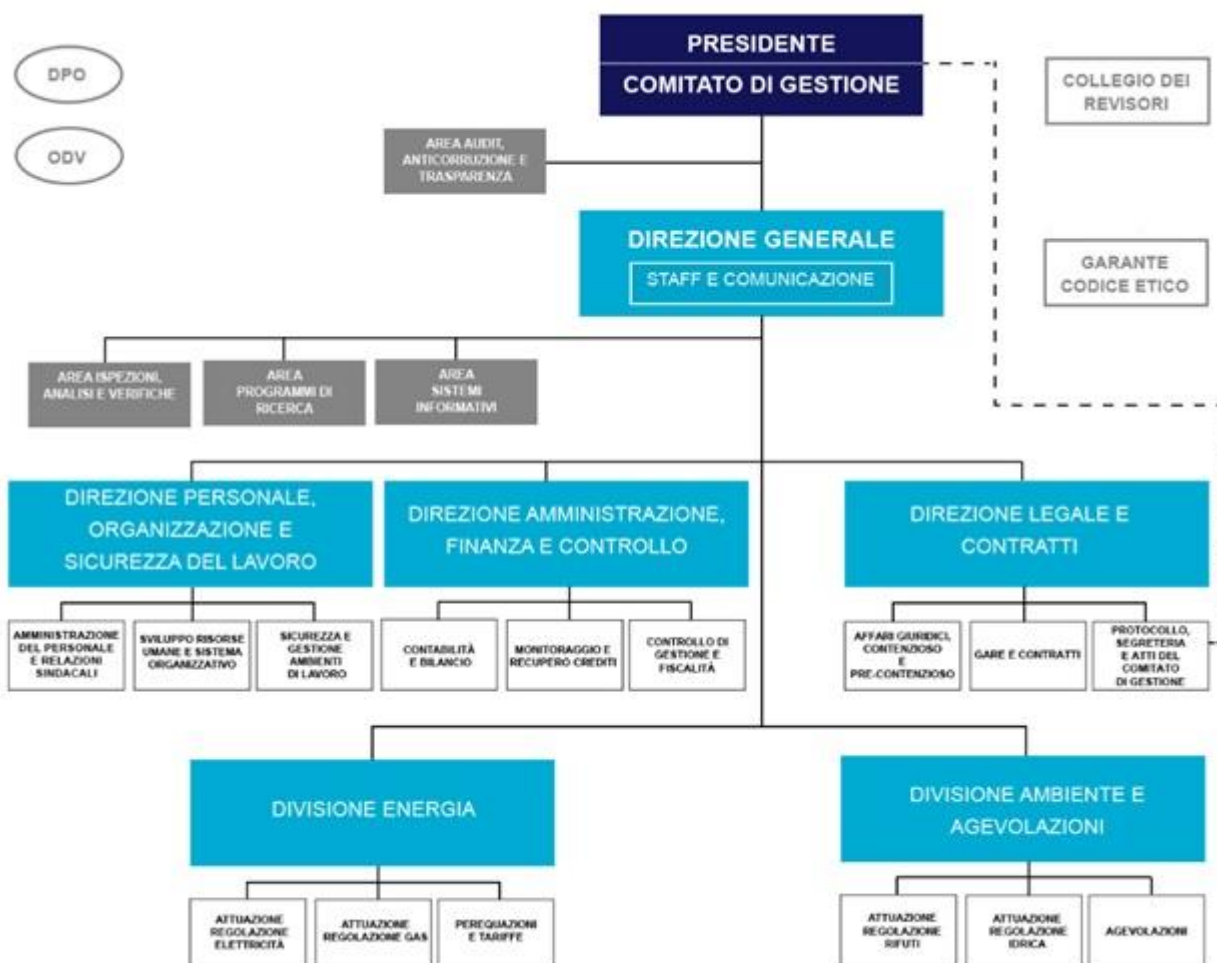 PRESIDENTE
COMITATO DI GESTIONE
DPO
ODV
COLLEGIO DEI
REVISORI
AREA AUDIT,
ANTICORRUZIONE E
TRASPARENZA
DIREZIONE GENERALE
STAFF E COMUNICAZIONE
GARANTE
CODICE ETICO
AREA ISPEZIONI,
ANALISI E VERIFICHE
AREA
PROGRAMMI DI
RICERCA
AREA
SISTEMI
INFORMATIVI
DIREZIONE PERSONALE,
ORGANIZZAZIONE E
SICUREZZA DEL LAVORO
DIREZIONE AMMINISTRAZIONE,
FINANZA E CONTROLLO
DIREZIONE LEGALE E
CONTRATTI
AMMINISTRAZIONE
DEL PERSONALE
E RELAZIONI
SINDACALI
SVILUPPO RISORSE
UMANE E SISTEMA
ORGANIZZATIVO
SICUREZZA E
GESTIONE
AMBIENTI
DI LAVORO
CONTABILITÀ
E BILANCIO
MONITORAGGIO E
RECUPERO CREDITI
CONTROLLO DI
GESTIONE E
FISCALITÀ
AFFARI GIURIDICI,
CONTENZIOSO
E
PRE-CONTENZIOSO
GARE E CONTRATTI
PROTOCOLLO,
SEGRETERIA
E ATTI DEL
COMITATO
DI GESTIONE
DIVISIONE ENERGIA
DIVISIONE AMBIENTE E
AGEVOLAZIONI
ATTUAZIONE
REGOLAZIONE
ELETTRICITÀ
ATTUAZIONE
REGOLAZIONE GAS
PEREQUAZIONI
E TARIFFE
ATTUAZIONE
REGOLAZIONE
RIFIUTI
ATTUAZIONE
REGOLAZIONE
IDRICA
AGEVOLAZIONI